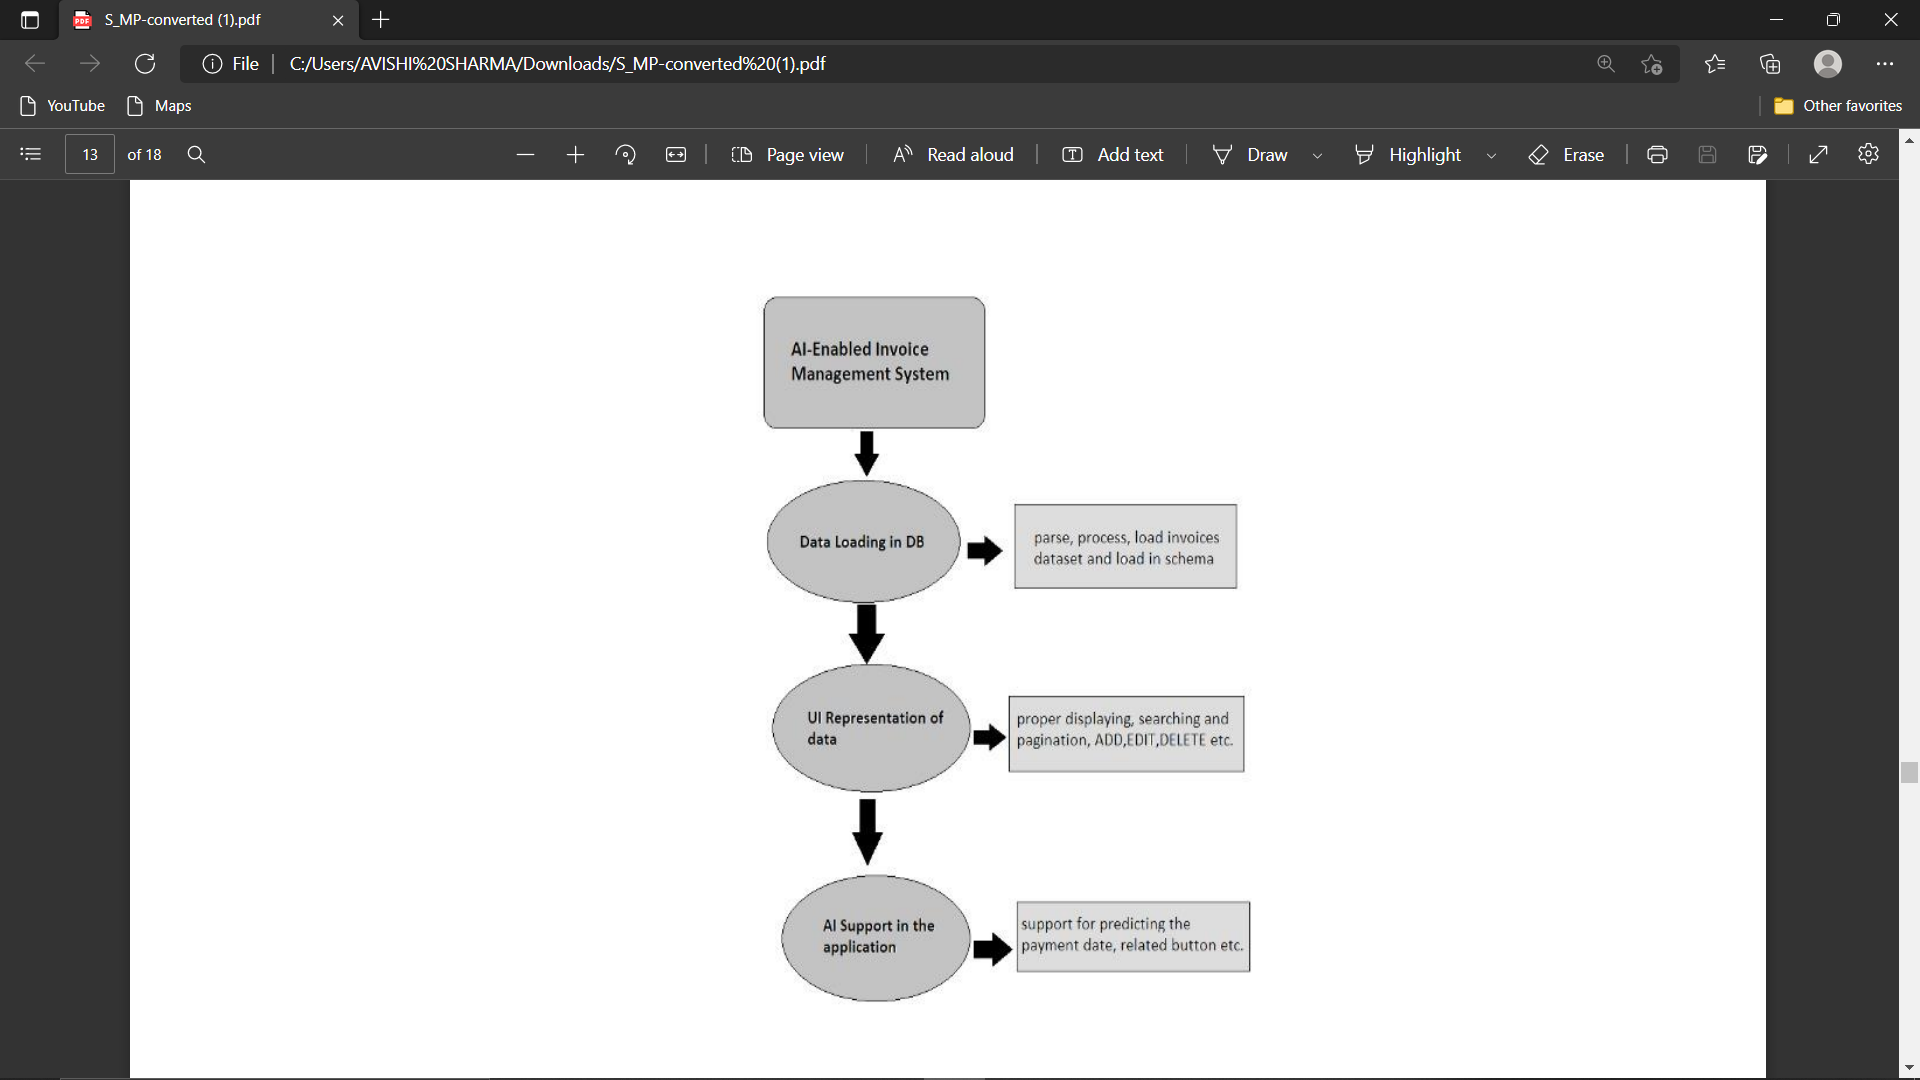 S_MP-converted (1).pdf
File
C:/Users/AVISHI%20SHARMA/Downloads/S_MP-converted%20(1).pdf
YouTube
Maps
Other favorites
13
of 18
Page view
Read aloud
Add text
Draw
Highlight
Erase
AI-Enabled Invoice
Management System
Data Loading in DB
parse, process, load invoices
dataset and load in schema
UI Representation of
data
proper displaying, searching and
pagination, ADD,EDIT,DELETE etc.
AI Support in the
application
support for predicting the
payment date, related button etc.